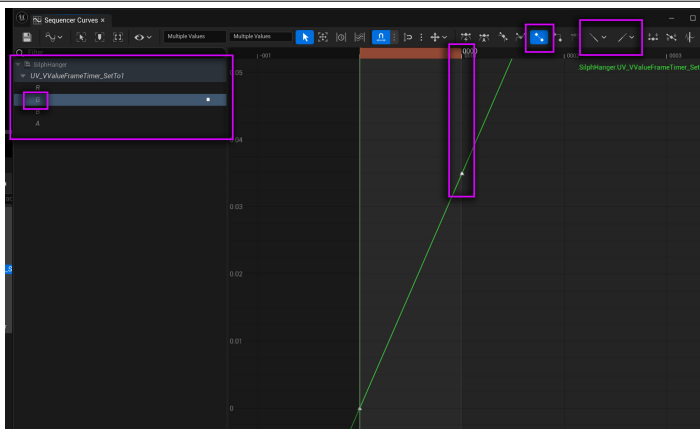 Sequencer Curves ×
Multiple Values
Multiple Values
Filter
-001
0000
0002
0003
SilphHanger
UV_VValueFrameTimer_SetTo1
R
G
B
A
0.05
0.04
0.03
0.02
0.01
0
SilphHanger.UV_VValueFrameTimer_Set